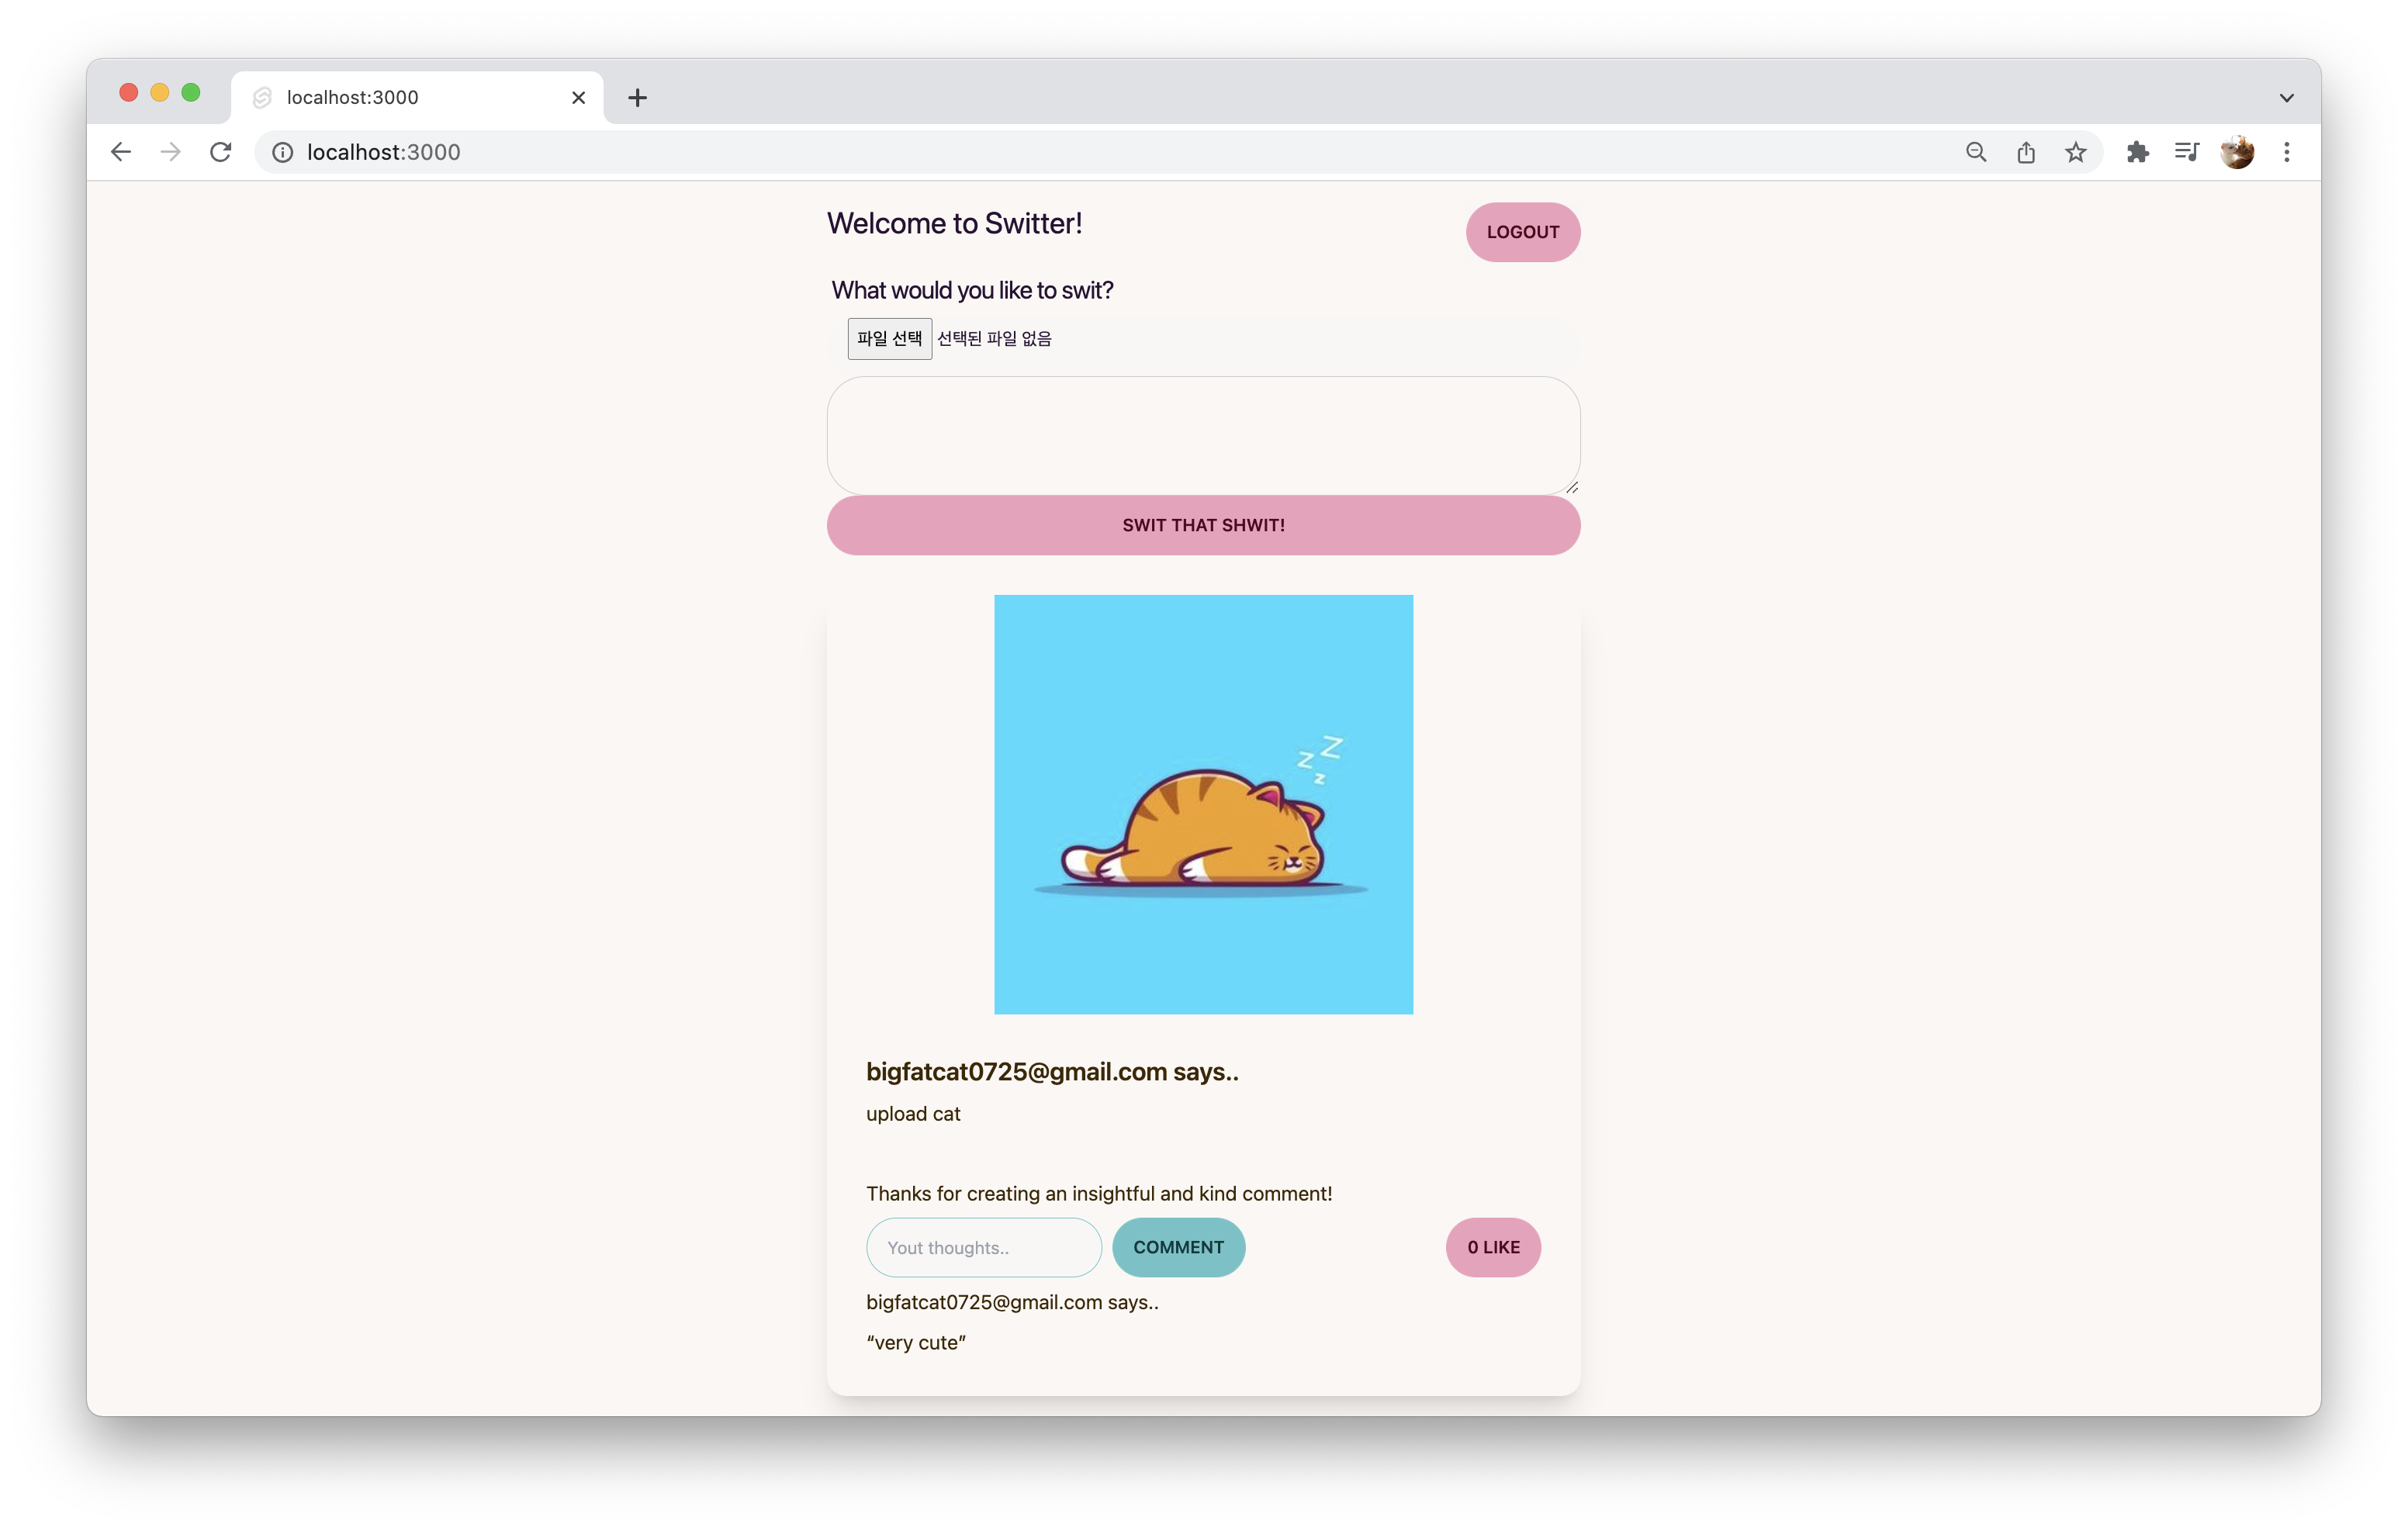 localhost:3000
localhost:3000
Welcome to Switter!
LOGOUT
What would you like to swit?
파일 선택 선택된 파일 없음
SWIT THAT SHWIT!
z Z
z
bigfatcat0725@gmail.com says..
upload cat
Thanks for creating an insightful and kind comment!
Yout thoughts.. COMMENT 0 LIKE
bigfatcat0725@gmail.com says..
“very cute”